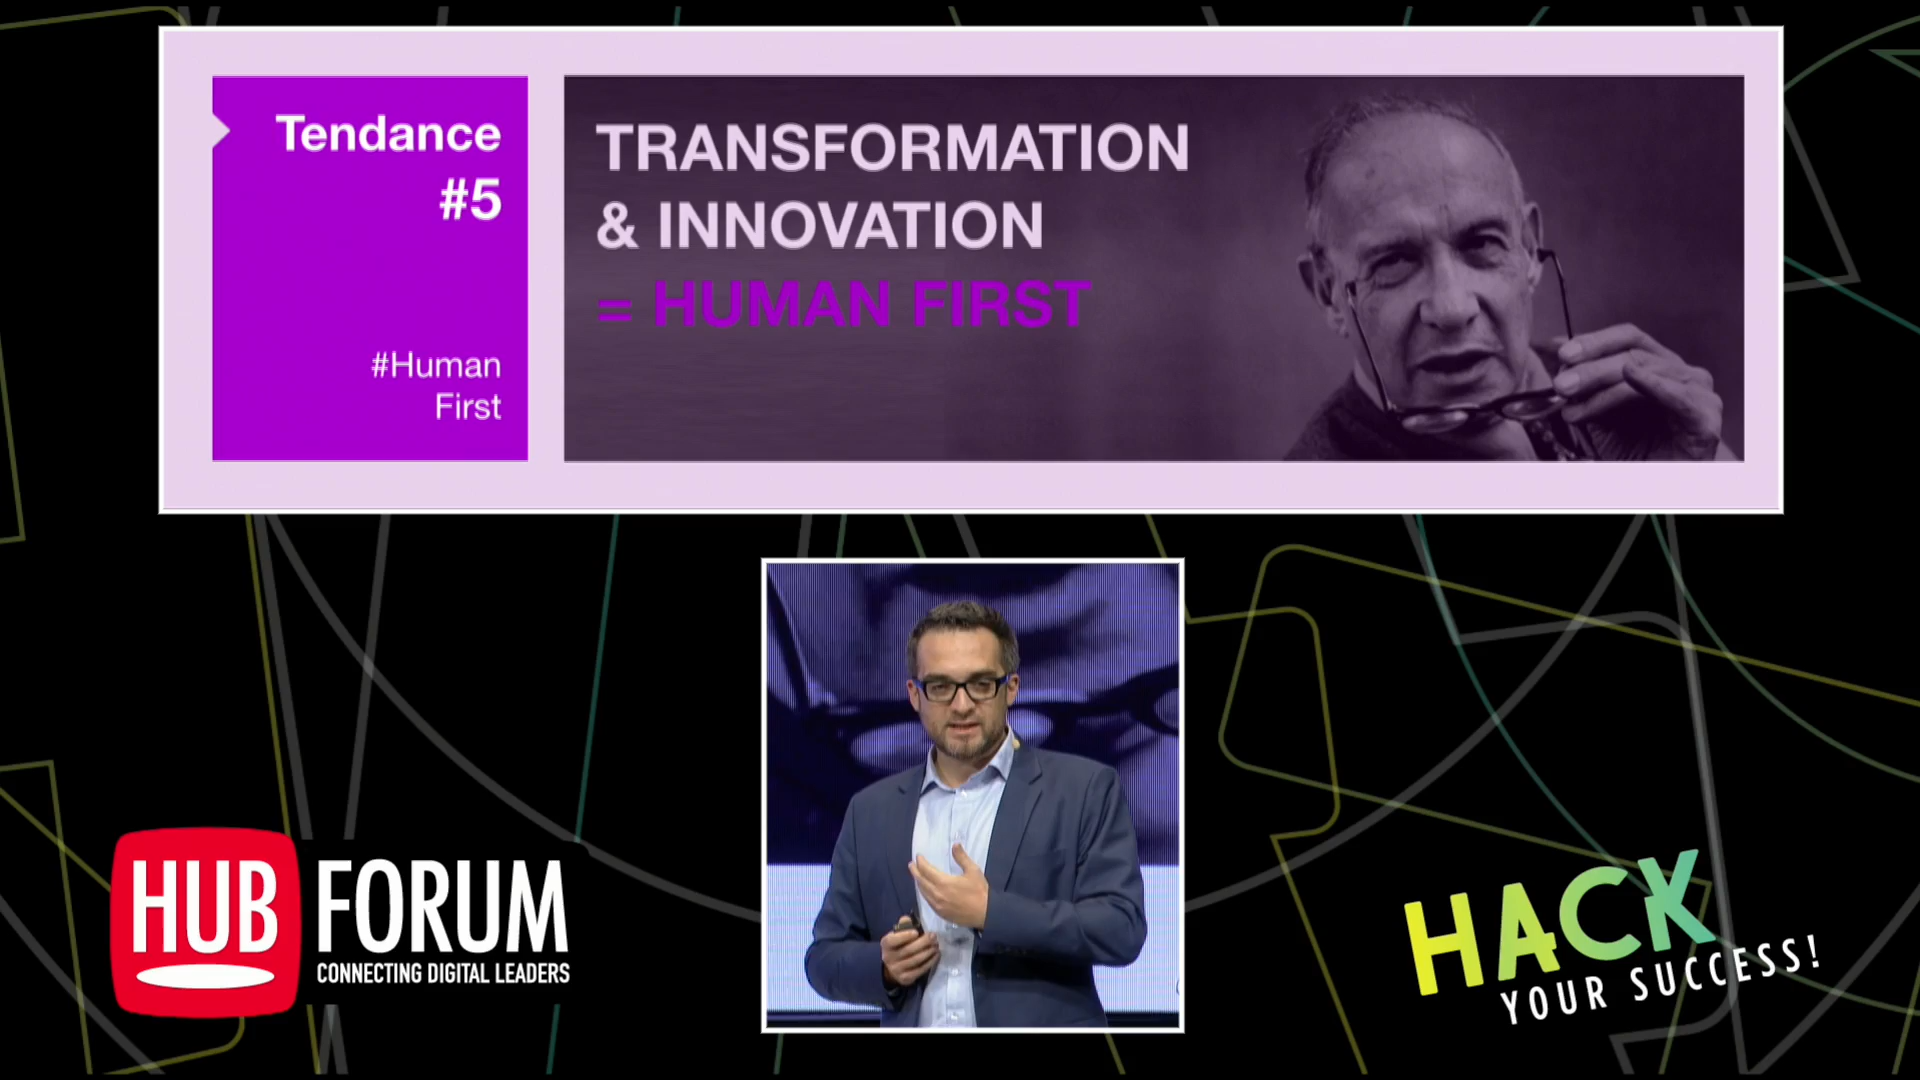 Tendance
#5
#Human
First
TRANSFORMATION
& INNOVATION
= HUMAN FIRST
HUB FORUM
CONNECTING DIGITAL LEADERS
HACK
YOUR SUCCESS!